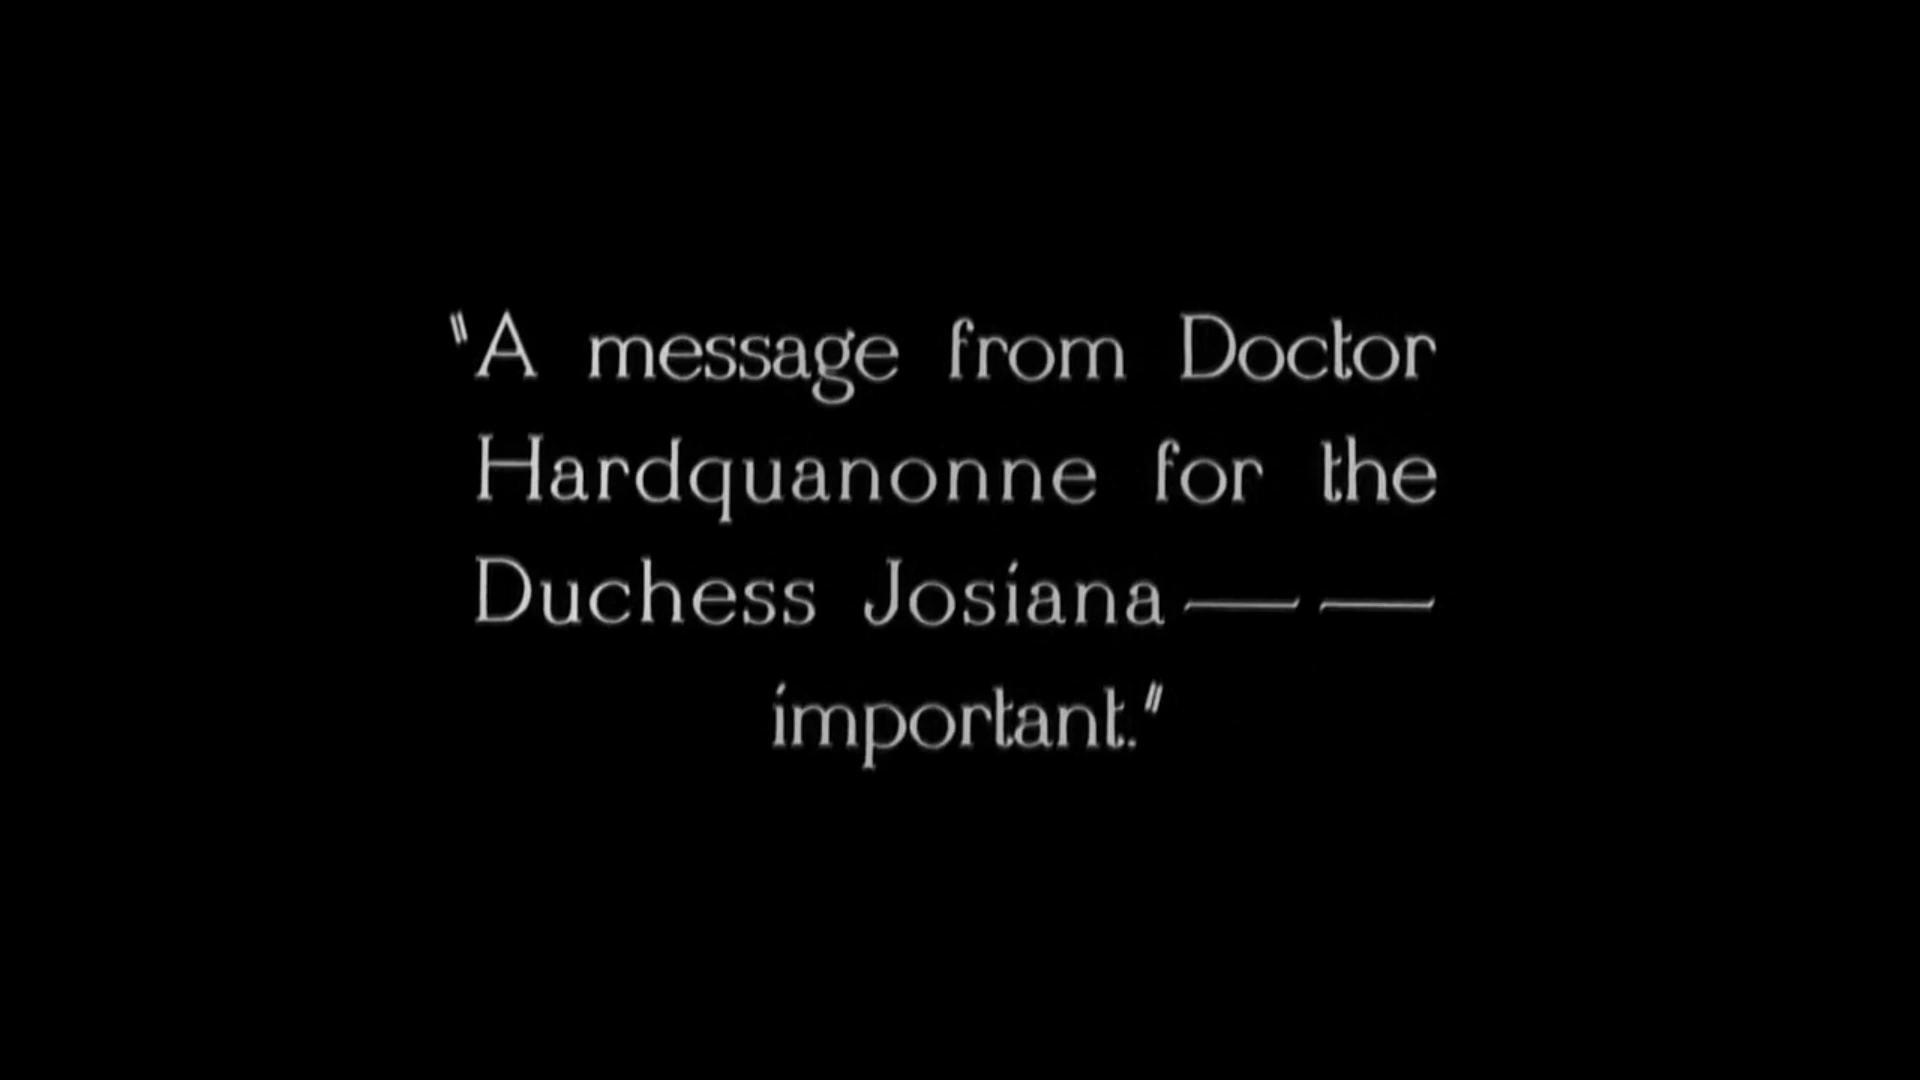 "A message from Doctor
Hardquanonne for the
Duchess Josiana — —
important."